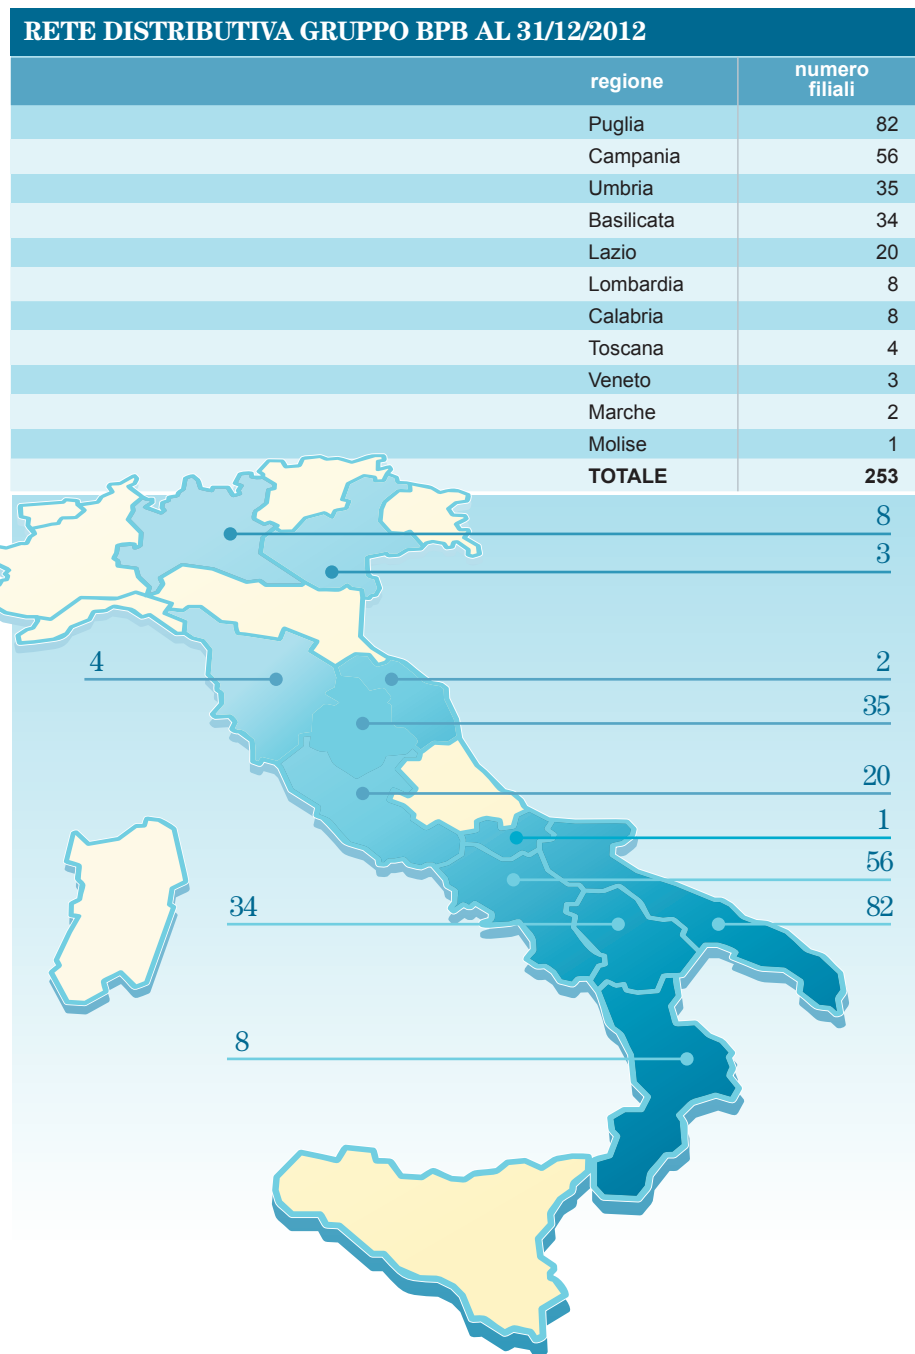 RETE DISTRIBUTIVA GRUPPO BPB AL 31/12/2012
regione numero filiali
Puglia 82
Campania 56
Umbria 35
Basilicata 34
Lazio 20
Lombardia 8
Calabria 8
Toscana 4
Veneto 3
Marche 2
Molise 1
TOTALE 253
8
3
4
2
35
20
1
56
34
82
8